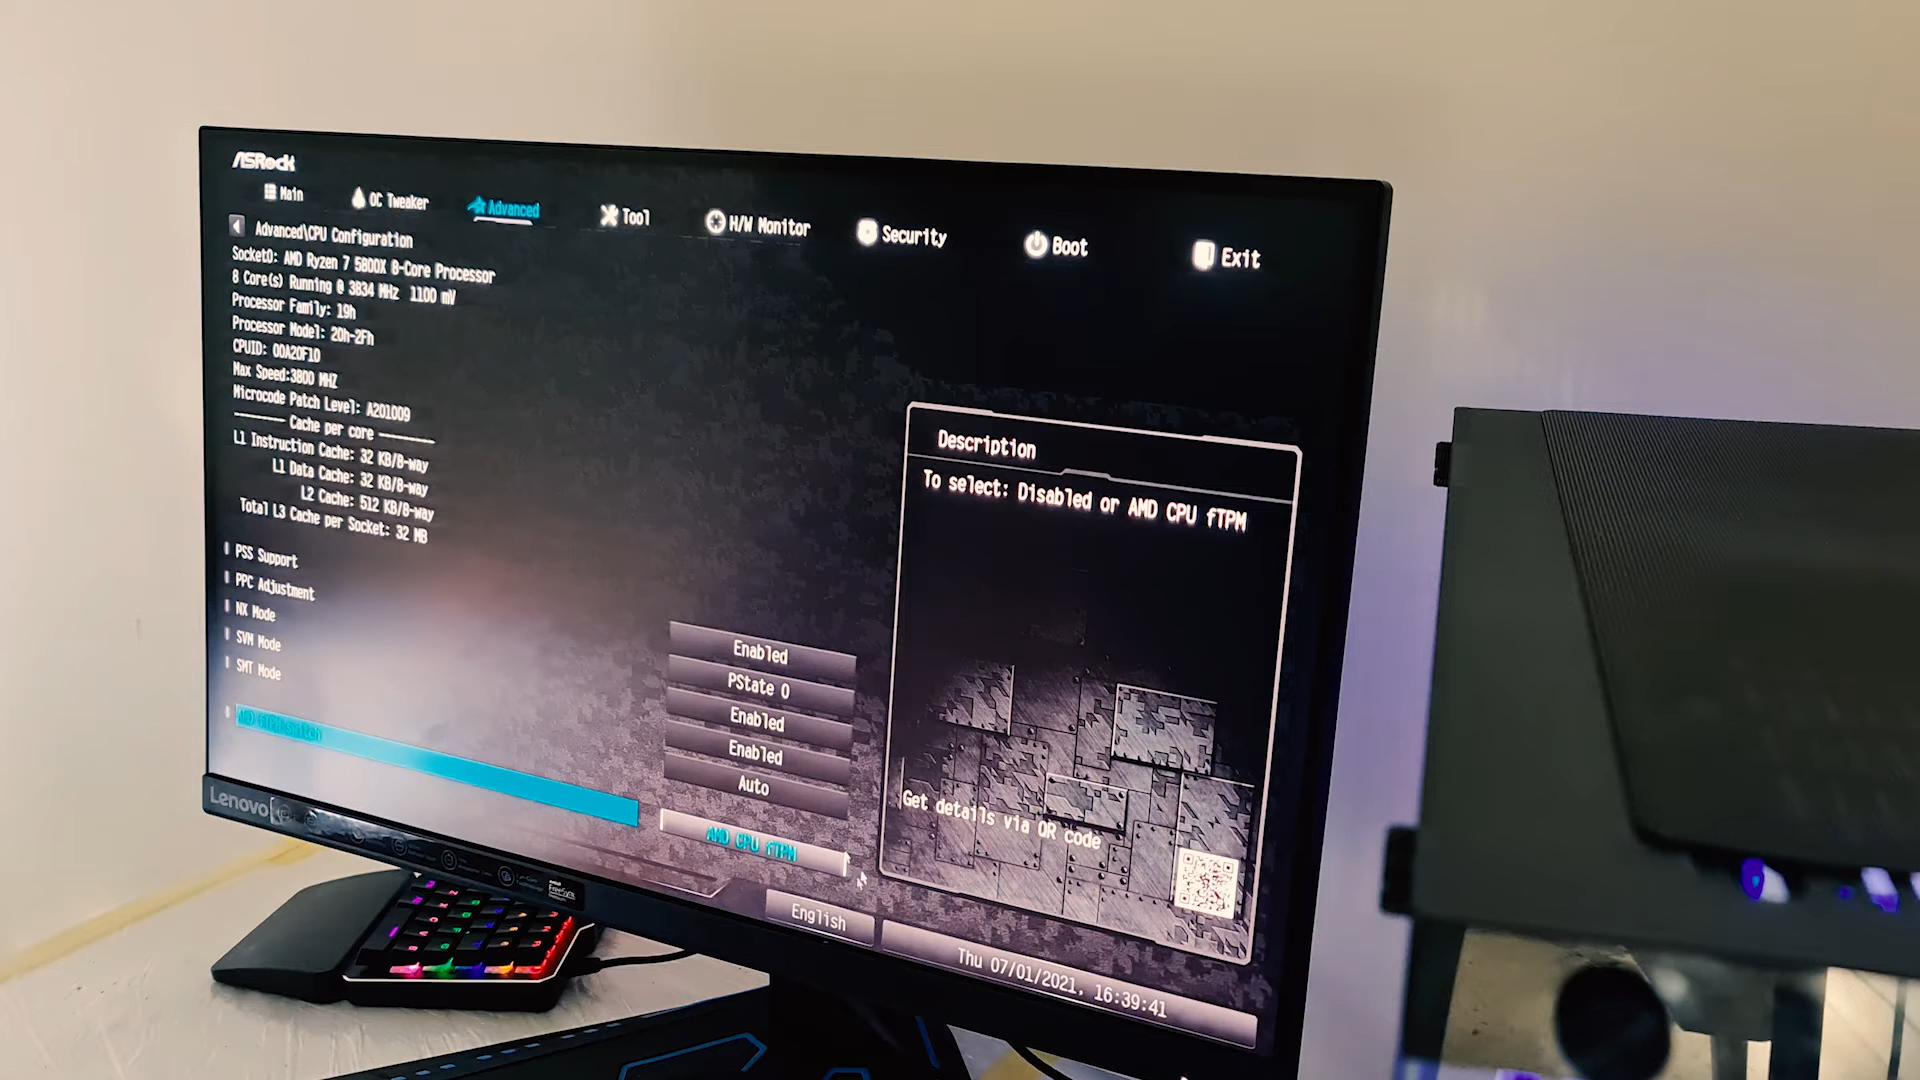 ASRock
Main
OC Tweaker
Advanced
Tool
H/W Monitor
Security
Boot
Exit
Advanced\CPU Configuration
Socket0: AMD Ryzen 7 5800X 8-Core Processor
8 Core(s) Running @ 3834 MHz 1100 mV
Processor Family: 19h
Processor Model: 20h-2Fh
CPUID: 00A20F10
Max Speed:3800 MHZ
Microcode Patch Level: A201009
Cache per core
L1 Instruction Cache: 32 KB/8-way
L1 Data Cache: 32 KB/8-way
L2 Cache: 512 KB/8-way
Total L3 Cache per Socket: 32 MB
PSS Support
Enabled
PPC Adjustment
PState 0
NX Mode
Enabled
SVM Mode
Enabled
SMT Mode
Auto
AMD fTPM switch
AMD CPU fTPM
Description
To select: Disabled or AMD CPU fTPM
Get details via QR code
English
Thu 07/01/2021, 16:39:41
Lenovo
FreeSync